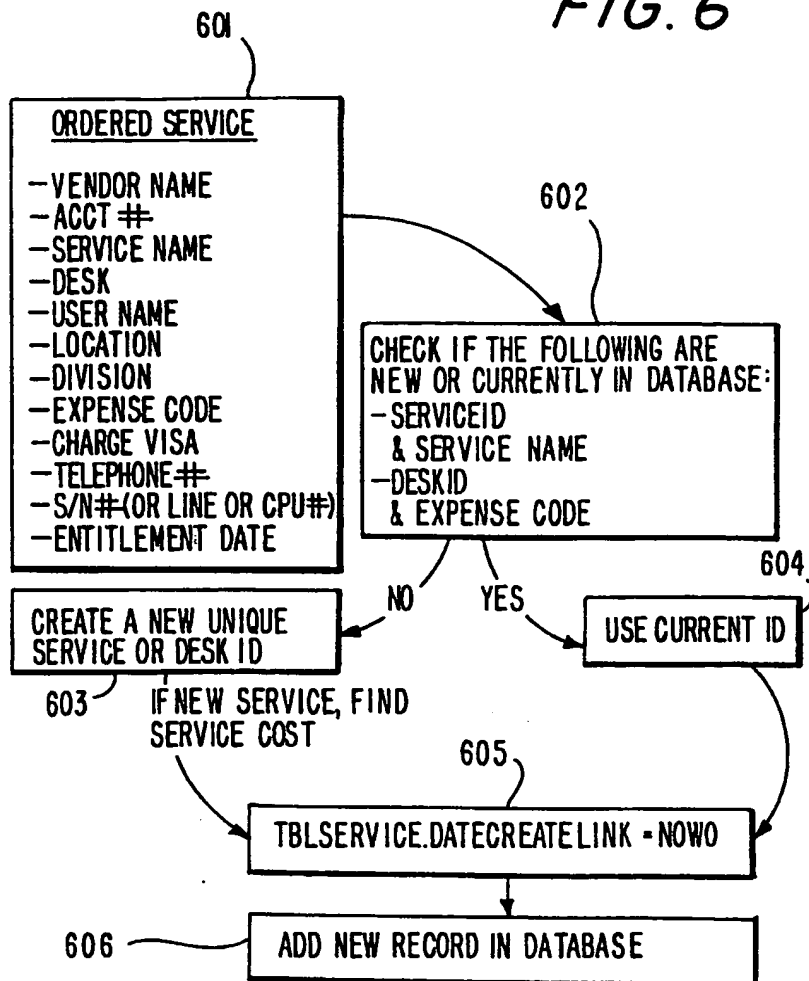 FIG. 6
601
ORDERED SERVICE
-VENDOR NAME
-ACCT #
-SERVICE NAME
-DESK
-USER NAME
-LOCATION
-DIVISION
-EXPENSE CODE
-CHARGE VISA
-TELEPHONE#
-S/N#(OR LINE OR CPU#)
-ENTITLEMENT DATE
602
CHECK IF THE FOLLOWING ARE
NEW OR CURRENTLY IN DATABASE:
-SERVICEID
& SERVICE NAME
-DESKID
& EXPENSE CODE
NO
YES
604
CREATE A NEW UNIQUE
SERVICE OR DESK ID
USE CURRENT ID
603
IF NEW SERVICE, FIND
SERVICE COST
605
TBLSERVICE.DATECREATELINK = NOWO
606
ADD NEW RECORD IN DATABASE